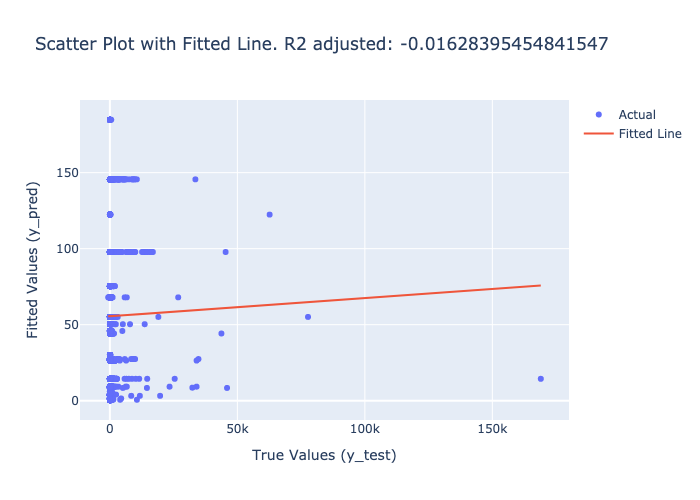 Scatter Plot with Fitted Line. R2 adjusted: -0.01628395454841547
Actual
Fitted Line
150
100
50
0
Fitted Values (y_pred)
0
50k
100k
150k
True Values (y_test)